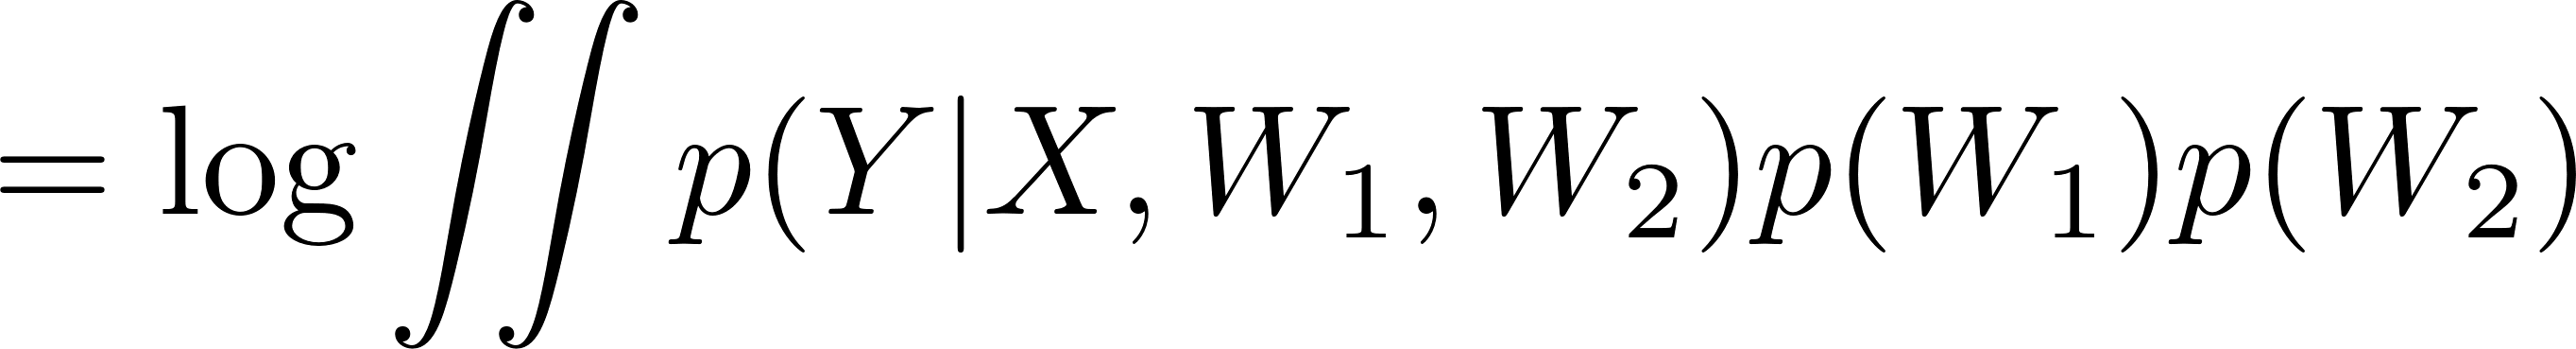 = log ∬ p(Y|X, W₁, W₂)p(W₁)p(W₂)